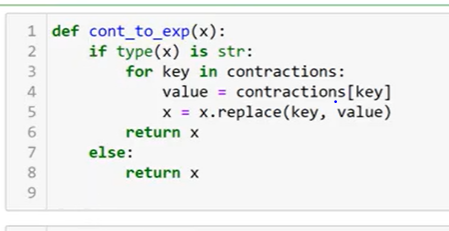 1 def cont_to_exp(x):
2     if type(x) is str:
3         for key in contractions:
4             value = contractions[key]
5             x = x.replace(key, value)
6         return x
7     else:
8         return x
9